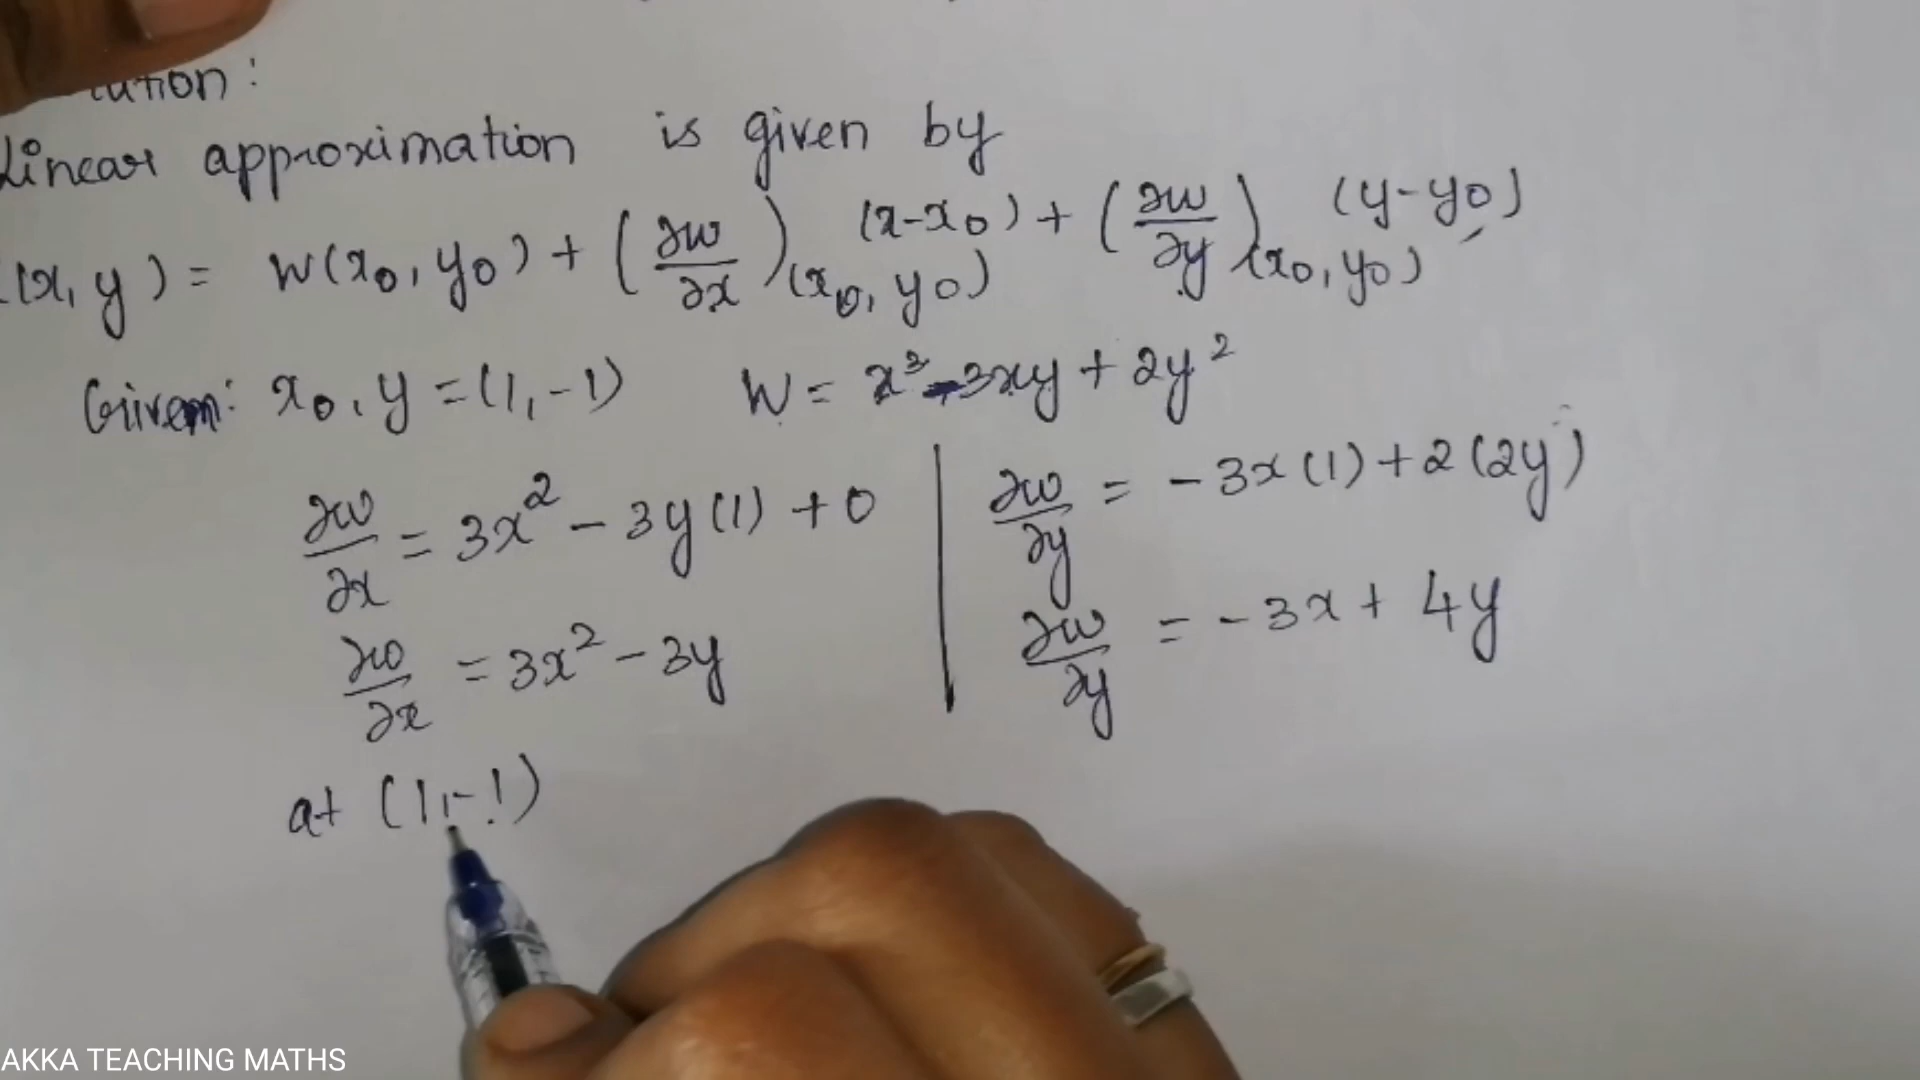 Linear approximation is given by
(x, y) = W(x₀, y₀) + (∂w/∂x)(x₀, y₀) (x-x₀) + (∂w/∂y)(x₀, y₀) (y-y₀)
Given: x₀, y = (1, -1) W = x³ - 3xy + 2y²
∂w/∂x = 3x² - 3y(1) + 0
∂w/∂y = -3x(1) + 2(2y)
∂w/∂x = 3x² - 3y
∂w/∂y = -3x + 4y
at (1, -1)
AKKA TEACHING MATHS